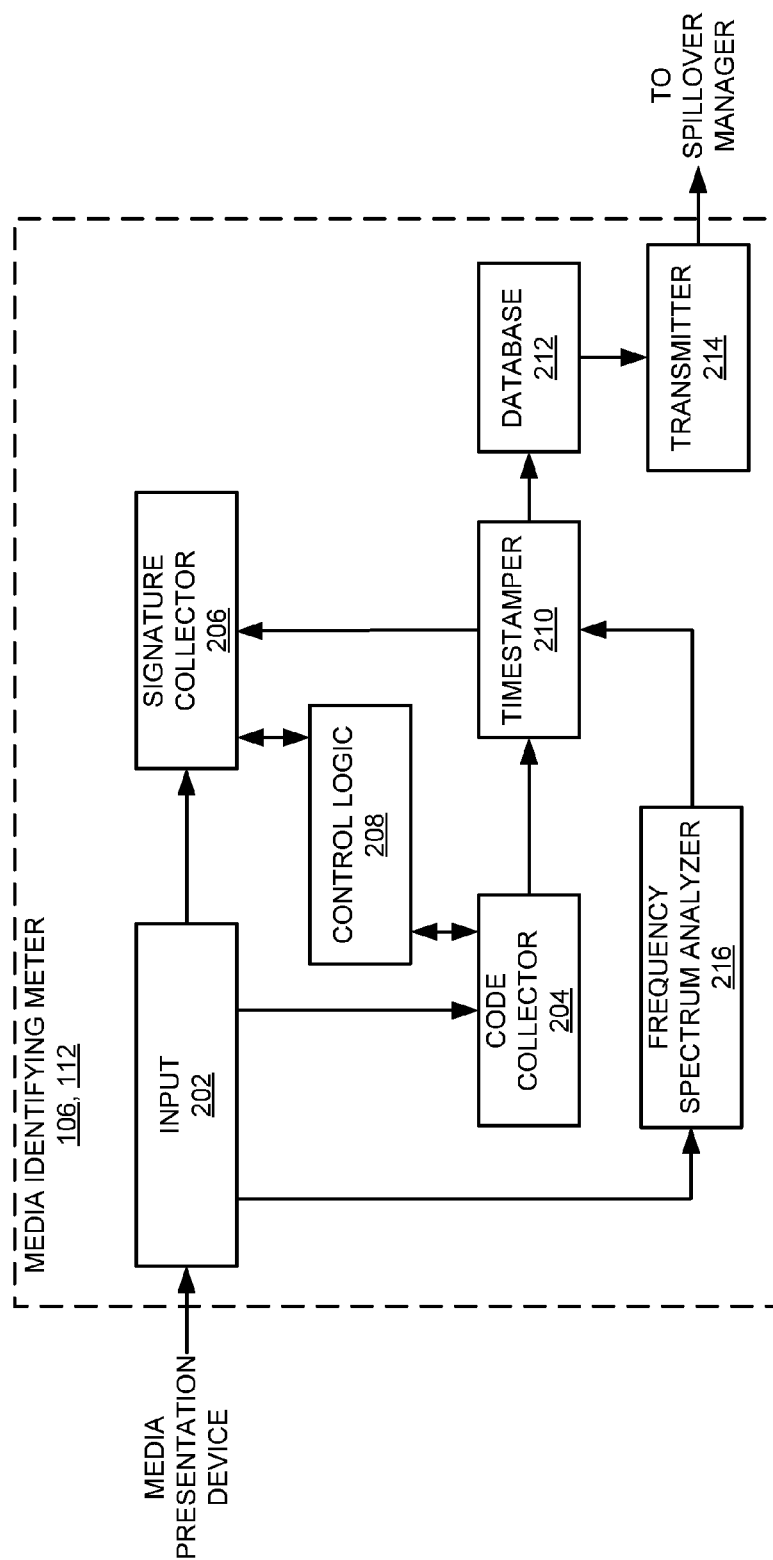 MEDIA IDENTIFYING METER
106, 112
MEDIA
PRESENTATION
DEVICE
INPUT
202
SIGNATURE
COLLECTOR
206
CONTROL LOGIC
208
CODE
COLLECTOR
204
TIMESTAMPER
210
DATABASE
212
FREQUENCY
SPECTRUM ANALYZER
216
TRANSMITTER
214
TO
SPILLOVER
MANAGER